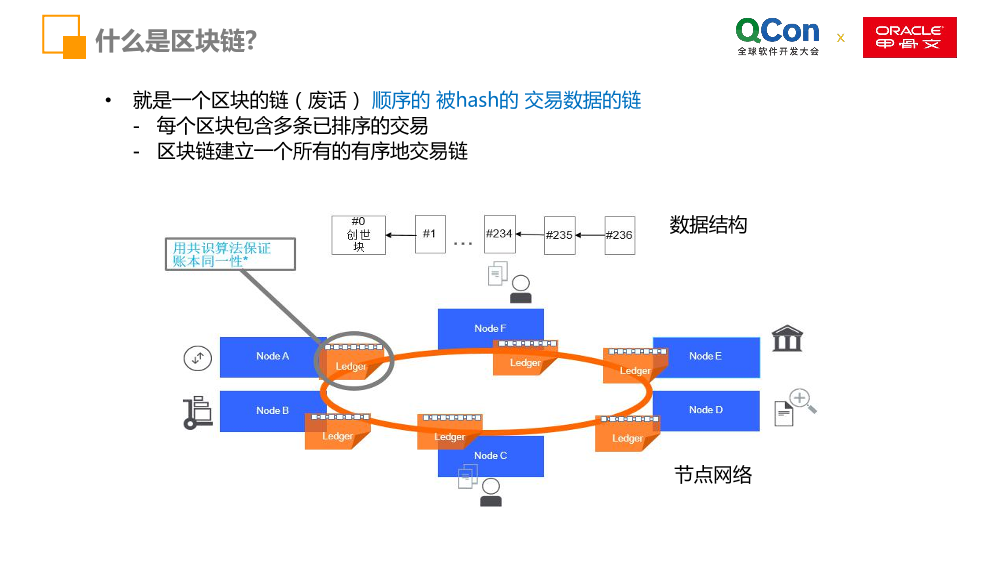 什么是区块链?
QCon
全球软件开发大会
x
ORACLE
甲骨文
• 就是一个区块的链（废话） 顺序的 被hash的 交易数据的链
- 每个区块包含多条已排序的交易
- 区块链建立一个所有的有序地交易链
#0
创世
块
#1
...
#234
#235
#236
数据结构
用共识算法保证
账本同一性*
Node F
Node A
Ledger
Ledger
Ledger
Node E
Node B
Ledger
Ledger
Ledger
Node D
Node C
节点网络